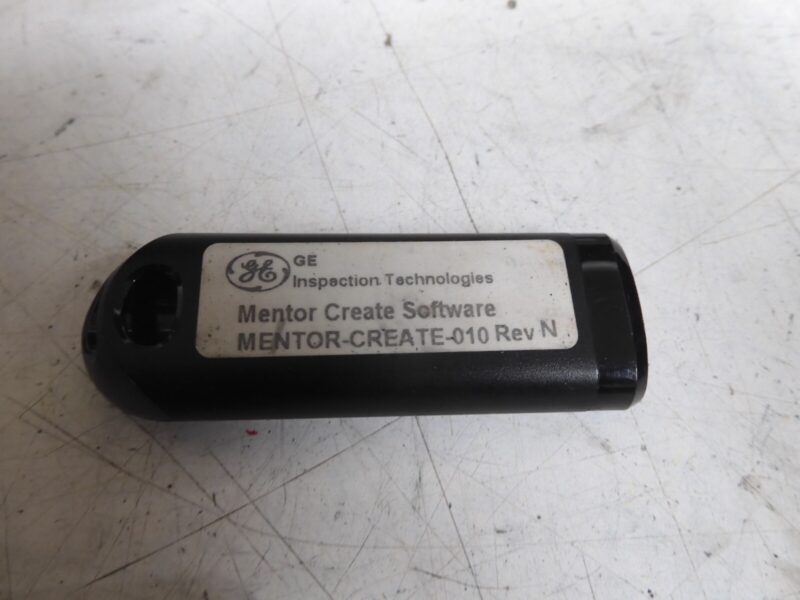 GE
GE
Inspection Technologies
Mentor Create Software
MENTOR-CREATE-010 Rev N